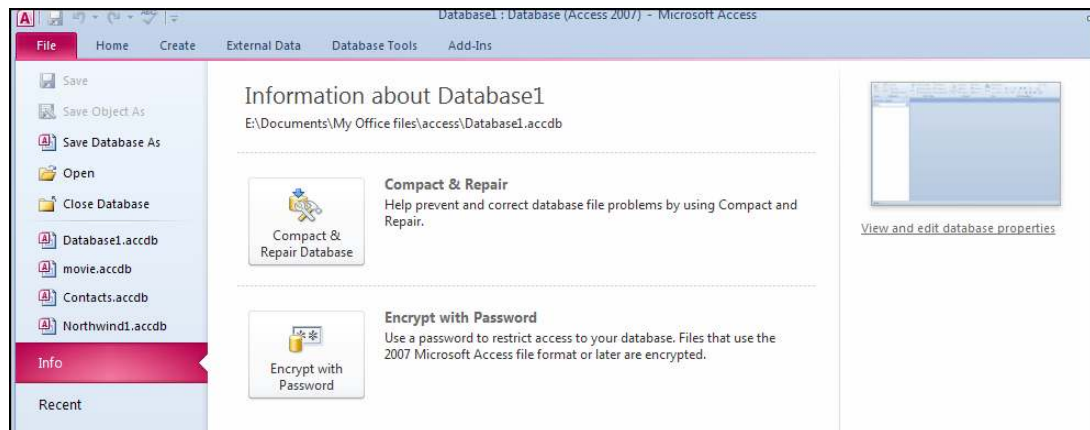 Database1 : Database (Access 2007) - Microsoft Access
File Home Create External Data Database Tools Add-Ins
Save
Save Object As
Save Database As
Open
Close Database
Database1.accdb
movie.accdb
Contacts.accdb
Northwind1.accdb
Info
Recent
Information about Database1
E:\Documents\My Office files\access\Database1.accdb
Compact &
Repair Database
Compact & Repair
Help prevent and correct database file problems by using Compact and
Repair.
Encrypt with
Password
Encrypt with Password
Use a password to restrict access to your database. Files that use the
2007 Microsoft Access file format or later are encrypted.
View and edit database properties